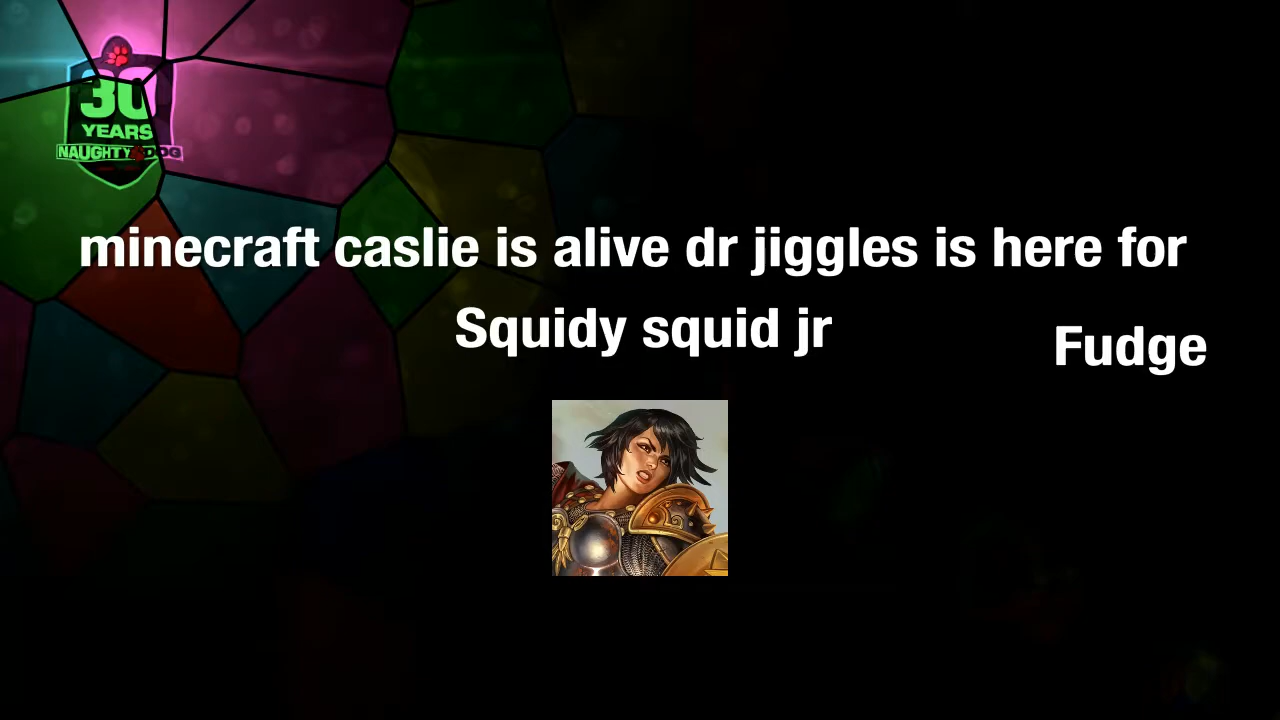 30
YEARS
NAUGHTY DOG
minecraft caslie is alive dr jiggles is here for
Squidy squid jr
Fudge